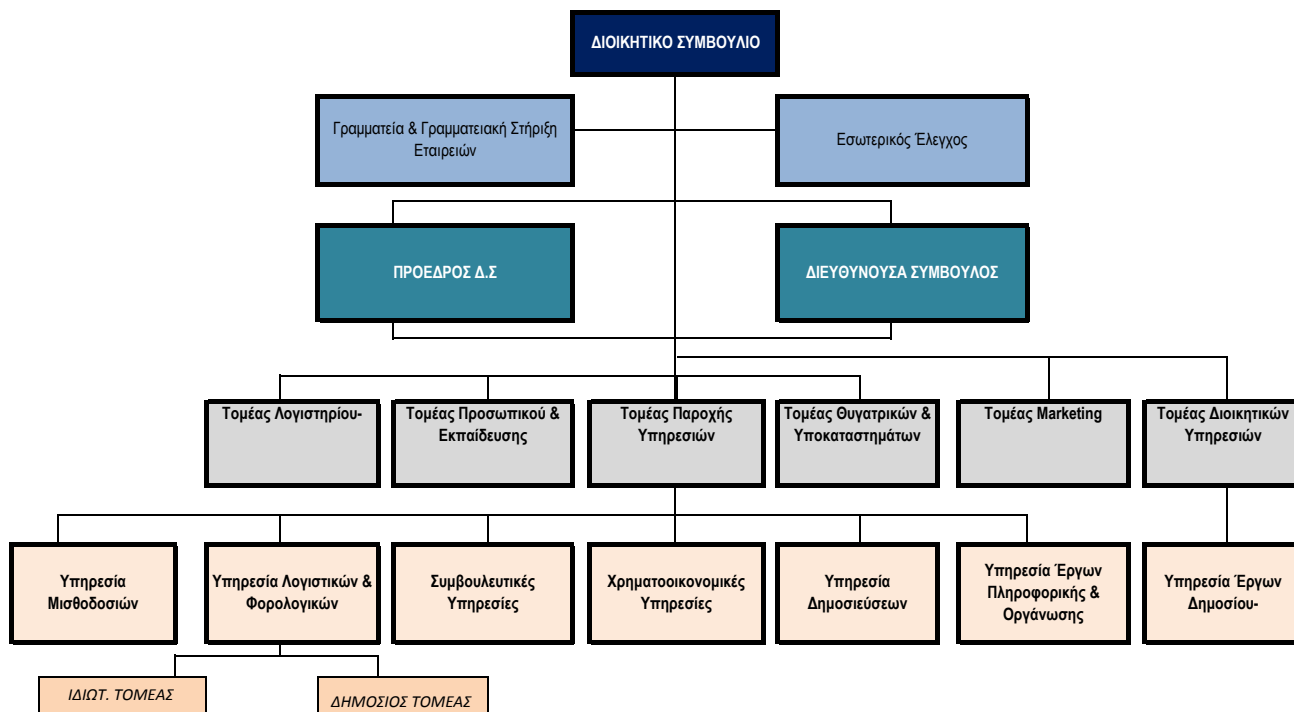 ΔΙΟΙΚΗΤΙΚΟ ΣΥΜΒΟΥΛΙΟ
Γραμματεία & Γραμματειακή Στήριξη
Εταιρειών
Εσωτερικός Έλεγχος
ΠΡΟΕΔΡΟΣ Δ.Σ
ΔΙΕΥΘΥΝΟΥΣΑ ΣΥΜΒΟΥΛΟΣ
Τομέας Λογιστηρίου-
Τομέας Προσωπικού &
Εκπαίδευσης
Τομέας Παροχής
Υπηρεσιών
Τομέας Θυγατρικών &
Υποκαταστημάτων
Τομέας Marketing
Τομέας Διοικητικών
Υπηρεσιών
Υπηρεσία
Μισθοδοσιών
Υπηρεσία Λογιστικών &
Φορολογικών
Συμβουλευτικές
Υπηρεσίες
Χρηματοοικονομικές
Υπηρεσίες
Υπηρεσία
Δημοσιεύσεων
Υπηρεσία Έργων
Πληροφορικής &
Οργάνωσης
Υπηρεσία Έργων
Δημοσίου-
ΙΔΙΩΤ. ΤΟΜΕΑΣ
ΔΗΜΟΣΙΟΣ ΤΟΜΕΑΣ